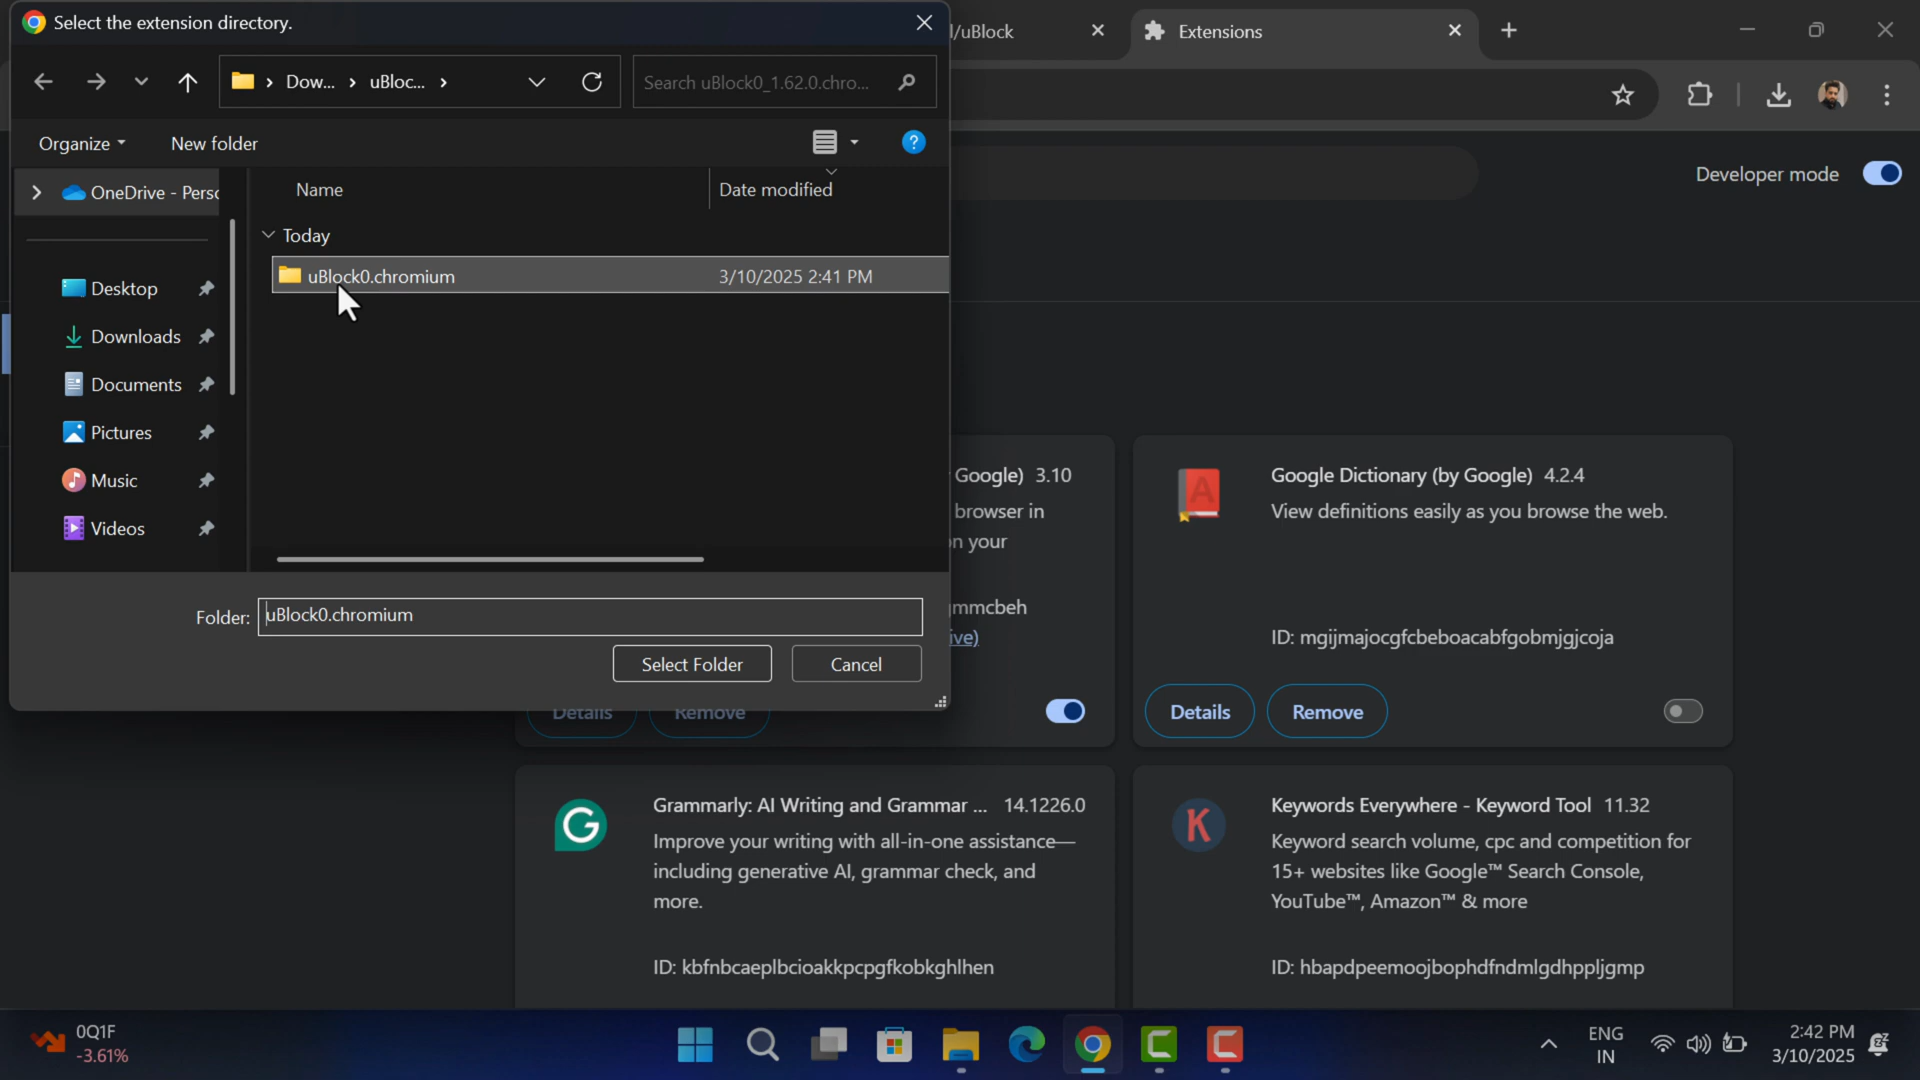 Select the extension directory.
l/uBlock
Extensions
Dow... uBloc...
Search uBlock0_1.62.0.chro...
Organize
New folder
Developer mode
OneDrive - Pers
Name
Date modified
Today
uBlock0.chromium
3/10/2025 2:41 PM
Desktop
Downloads
Documents
Pictures
Music
Videos
Folder:
uBlock0.chromium
Select Folder
Cancel
Google) 3.10
browser in
n your
mmcbeh
ive)
Details
Remove
Google Dictionary (by Google) 4.2.4
View definitions easily as you browse the web.
ID: mgijmajocgfcbeboacabfgobmjgjcoja
Details
Remove
Grammarly: AI Writing and Grammar ... 14.1226.0
Improve your writing with all-in-one assistance—
including generative AI, grammar check, and
more.
ID: kbfnbcaeplbcioakkpcpgfkobkghlhen
Keywords Everywhere - Keyword Tool 11.32
Keyword search volume, cpc and competition for
15+ websites like Google™ Search Console,
YouTube™, Amazon™ & more
ID: hbapdpeemoojbophdfndmlgdhppljgmp
0Q1F
-3.61%
ENG
IN
2:42 PM
3/10/2025